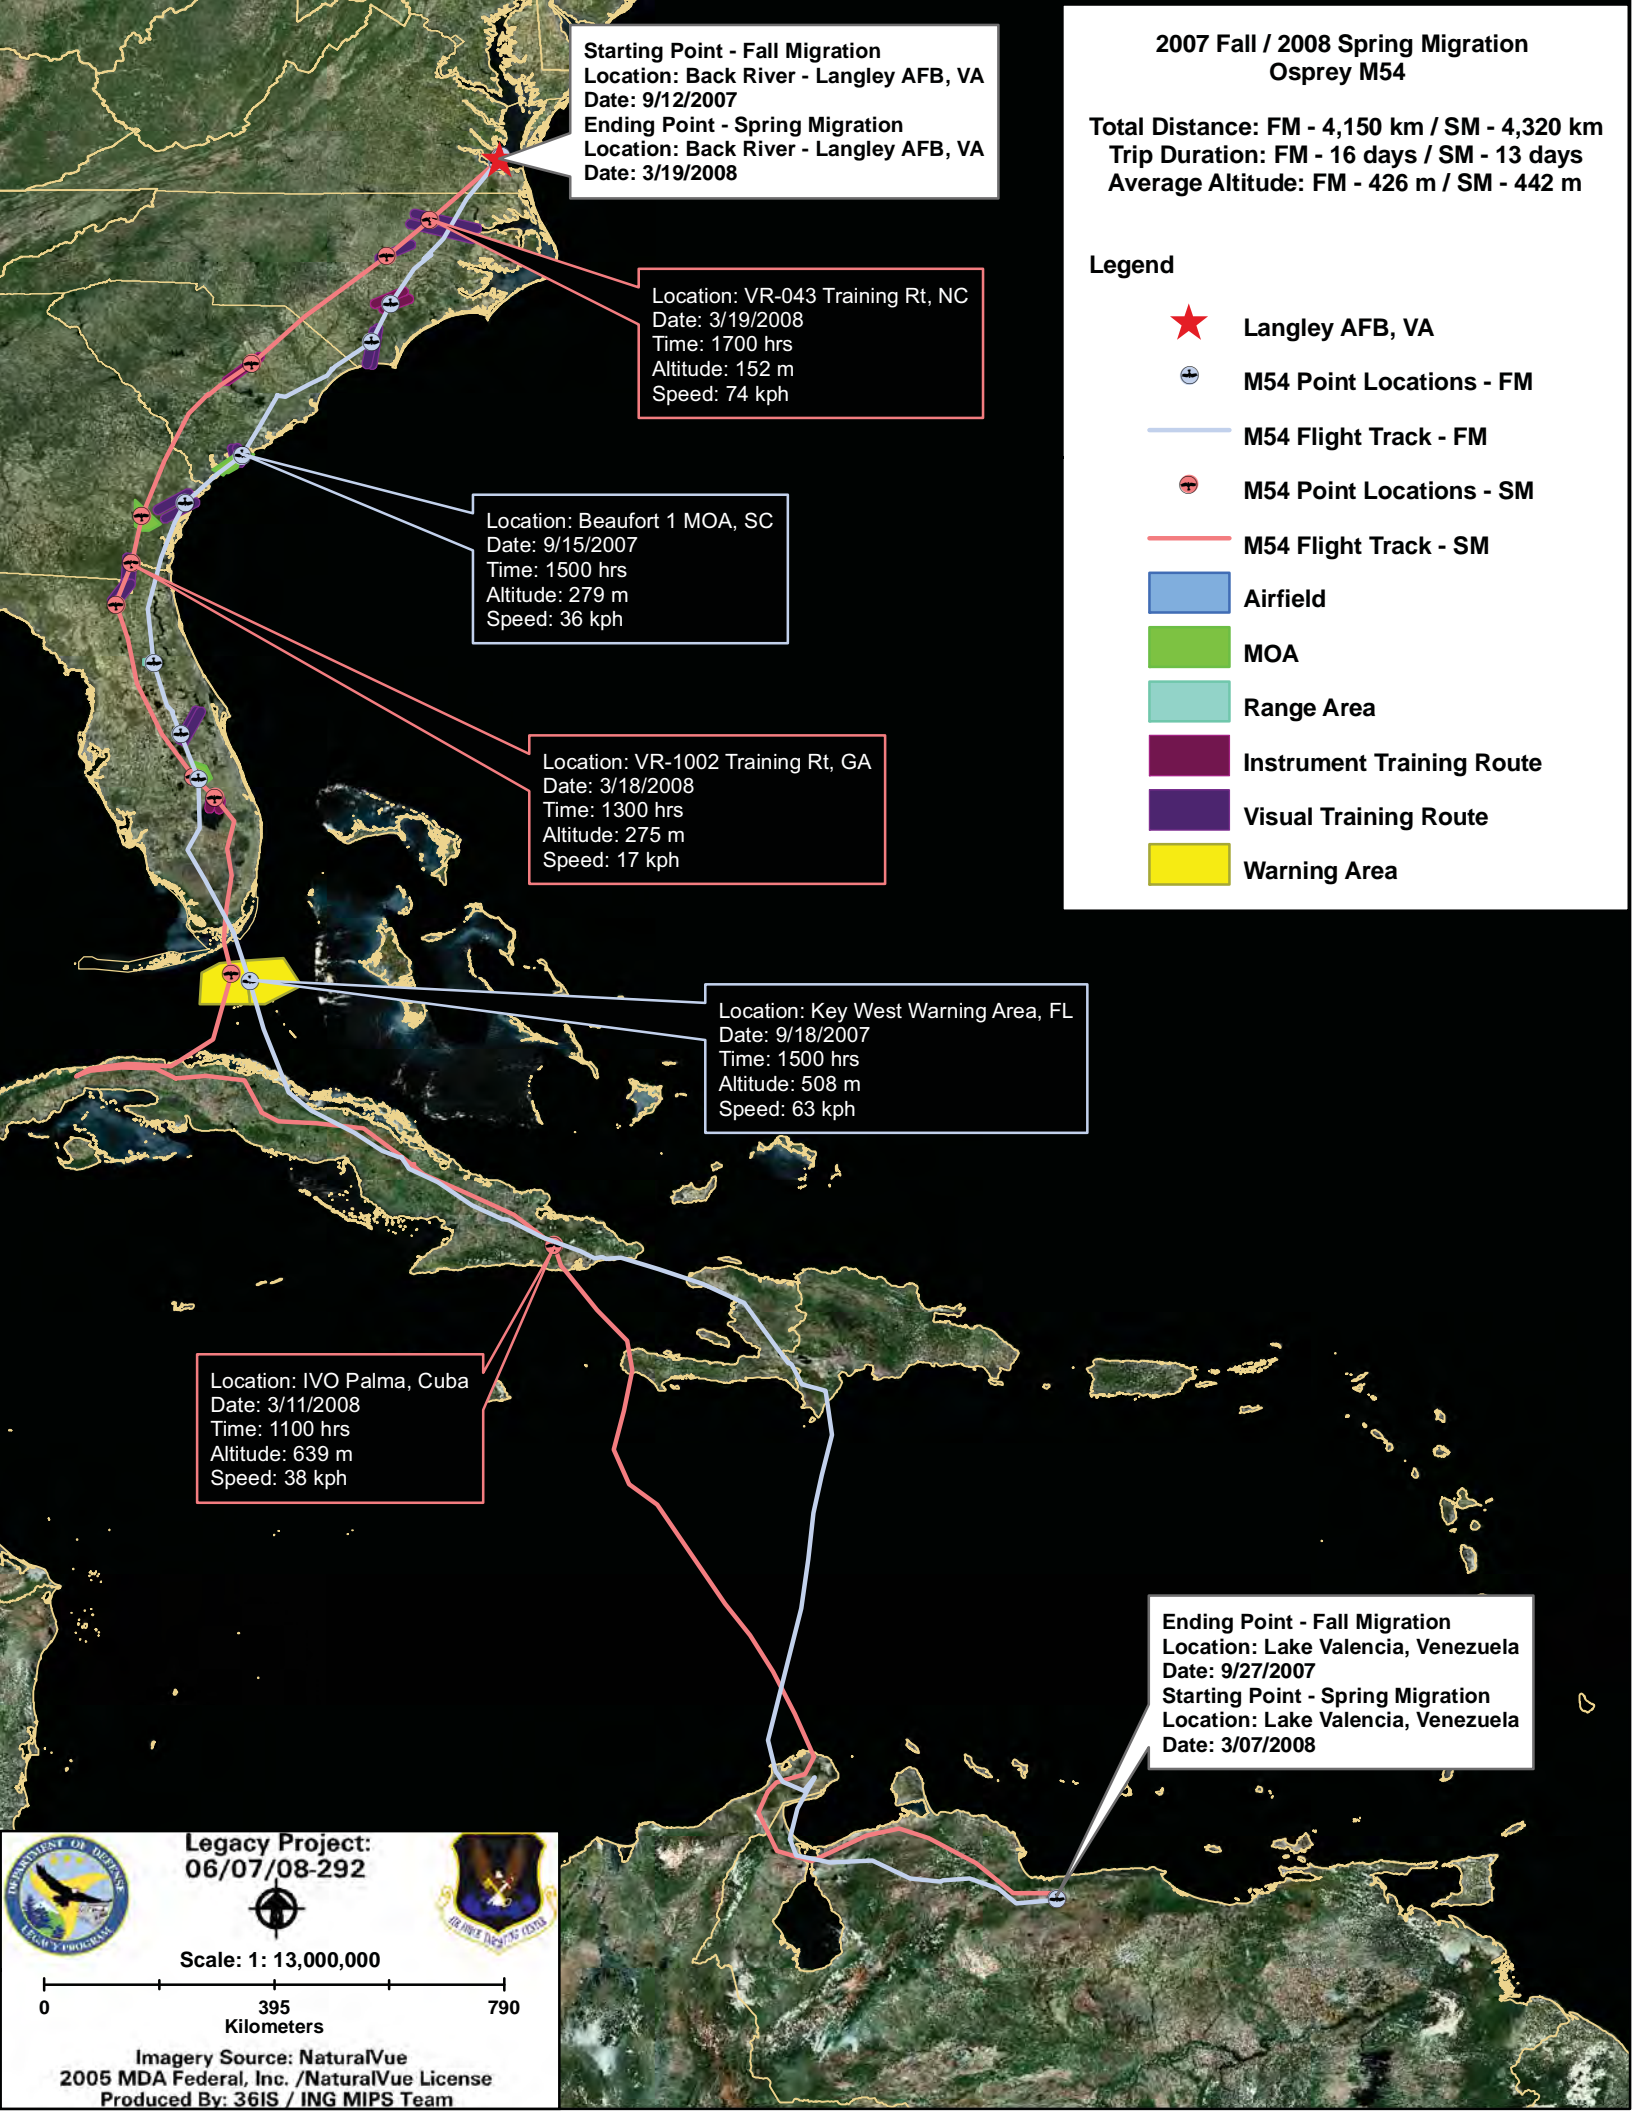 Starting Point - Fall Migration
Location: Back River - Langley AFB, VA
Date: 9/12/2007
Ending Point - Spring Migration
Location: Back River - Langley AFB, VA
Date: 3/19/2008
2007 Fall / 2008 Spring Migration
Osprey M54
Total Distance: FM - 4,150 km / SM - 4,320 km
Trip Duration: FM - 16 days / SM - 13 days
Average Altitude: FM - 426 m / SM - 442 m
Legend
Langley AFB, VA
M54 Point Locations - FM
M54 Flight Track - FM
M54 Point Locations - SM
M54 Flight Track - SM
Airfield
MOA
Range Area
Instrument Training Route
Visual Training Route
Warning Area
Location: VR-043 Training Rt, NC
Date: 3/19/2008
Time: 1700 hrs
Altitude: 152 m
Speed: 74 kph
Location: Beaufort 1 MOA, SC
Date: 9/15/2007
Time: 1500 hrs
Altitude: 279 m
Speed: 36 kph
Location: VR-1002 Training Rt, GA
Date: 3/18/2008
Time: 1300 hrs
Altitude: 275 m
Speed: 17 kph
Location: Key West Warning Area, FL
Date: 9/18/2007
Time: 1500 hrs
Altitude: 508 m
Speed: 63 kph
Location: IVO Palma, Cuba
Date: 3/11/2008
Time: 1100 hrs
Altitude: 639 m
Speed: 38 kph
Ending Point - Fall Migration
Location: Lake Valencia, Venezuela
Date: 9/27/2007
Starting Point - Spring Migration
Location: Lake Valencia, Venezuela
Date: 3/07/2008
DEPARTMENT OF DEFENSE
LEGACY PROGRAM
Legacy Project:
06/07/08-292
AIR FORCE TARGETING CENTER
Scale: 1: 13,000,000
0 395 790
Kilometers
Imagery Source: NaturalVue
2005 MDA Federal, Inc. /NaturalVue License
Produced By: 36IS / ING MIPS Team